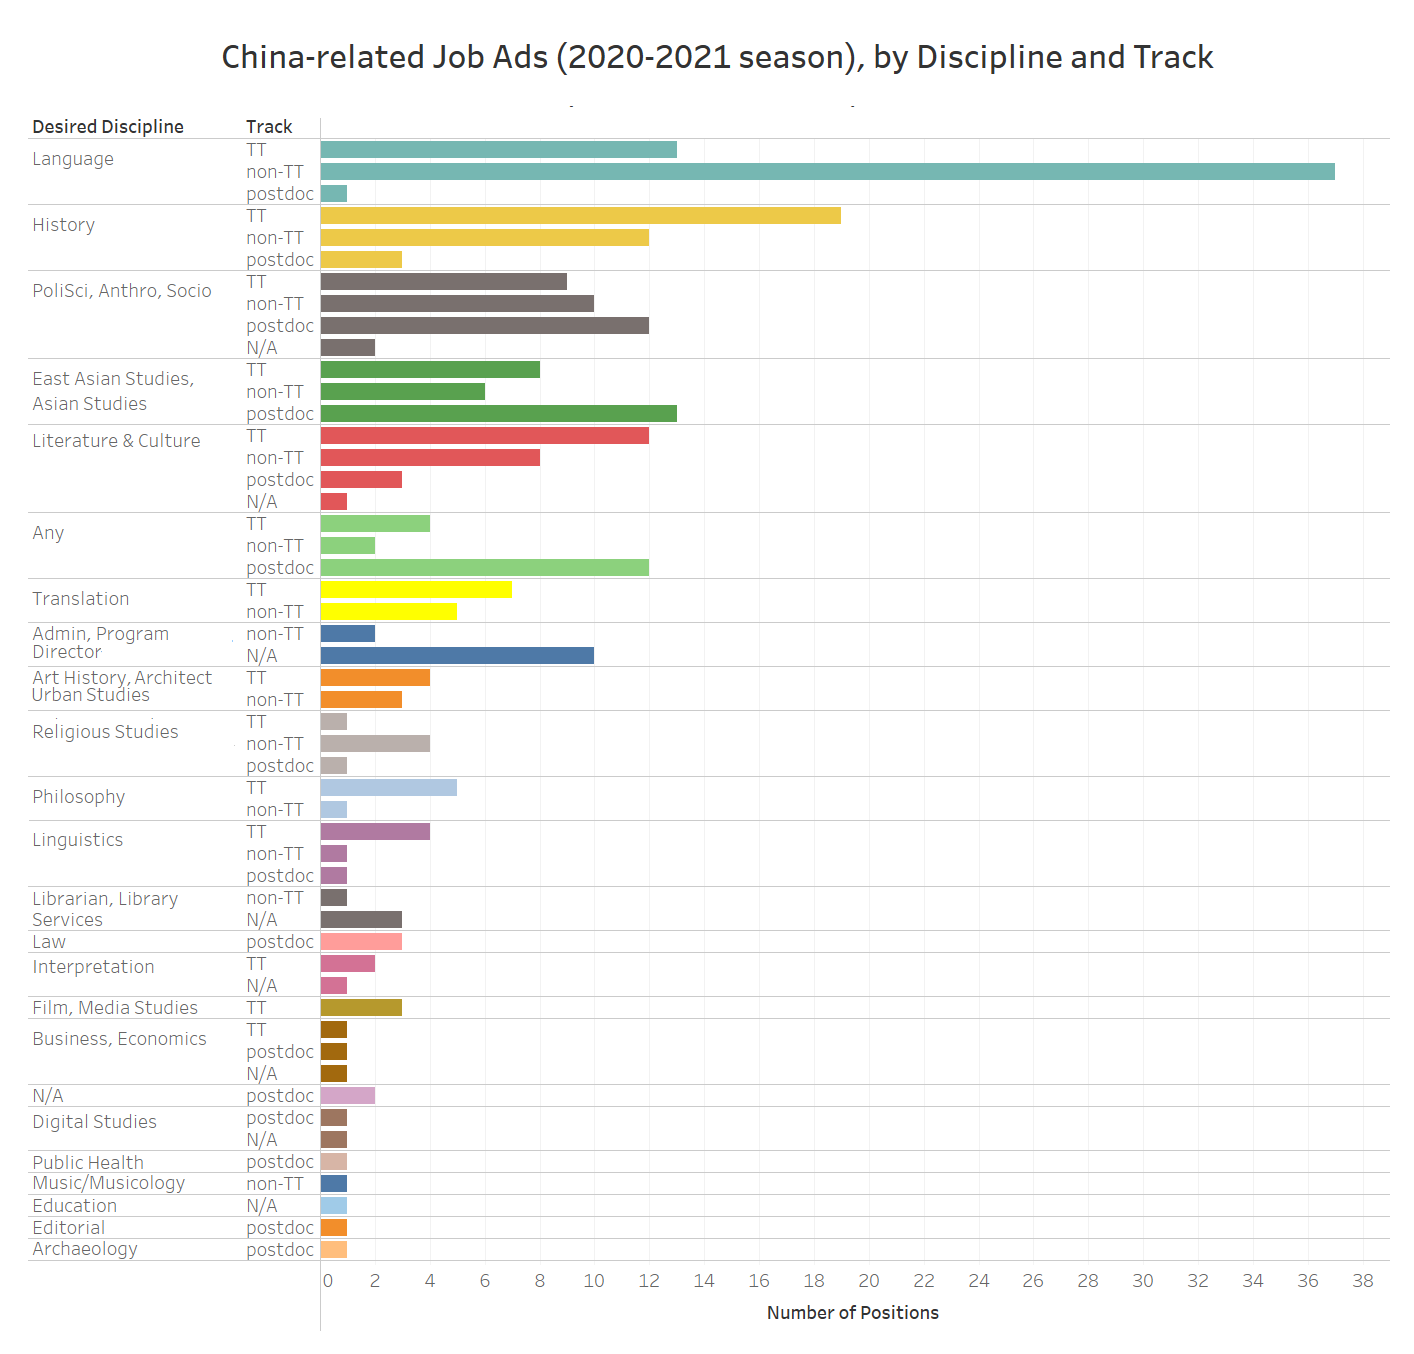 China-related Job Ads (2020-2021 season), by Discipline and Track
Desired Discipline Track
Language TT
non-TT
postdoc
History TT
non-TT
postdoc
PoliSci, Anthro, Socio TT
non-TT
postdoc
N/A
East Asian Studies, TT
non-TT
Asian Studies postdoc
Literature & Culture TT
non-TT
postdoc
N/A
Any TT
non-TT
postdoc
Translation TT
non-TT
Admin, Program non-TT
Director N/A
Art History, Architect TT
Urban Studies non-TT
Religious Studies TT
non-TT
postdoc
Philosophy TT
non-TT
Linguistics TT
non-TT
postdoc
Librarian, Library non-TT
Services N/A
Law postdoc
Interpretation TT
N/A
Film, Media Studies TT
Business, Economics TT
postdoc
N/A
N/A postdoc
Digital Studies postdoc
N/A
Public Health postdoc
Music/Musicology non-TT
Education N/A
Editorial postdoc
Archaeology postdoc
0 2 4 6 8 10 12 14 16 18 20 22 24 26 28 30 32 34 36 38
Number of Positions